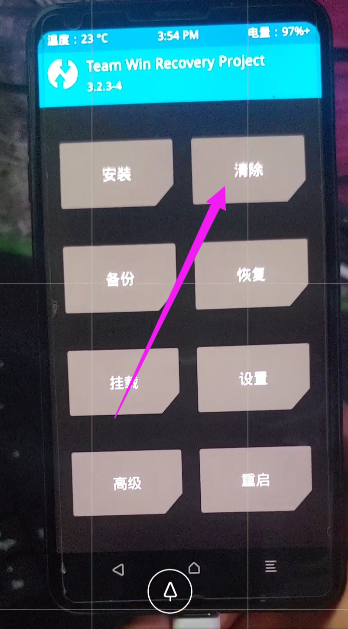 温度：23 °C 3:54 PM 电量：97%+
Team Win Recovery Project
3.2.3-4
安装 清除
备份 恢复
挂载 设置
高级 重启